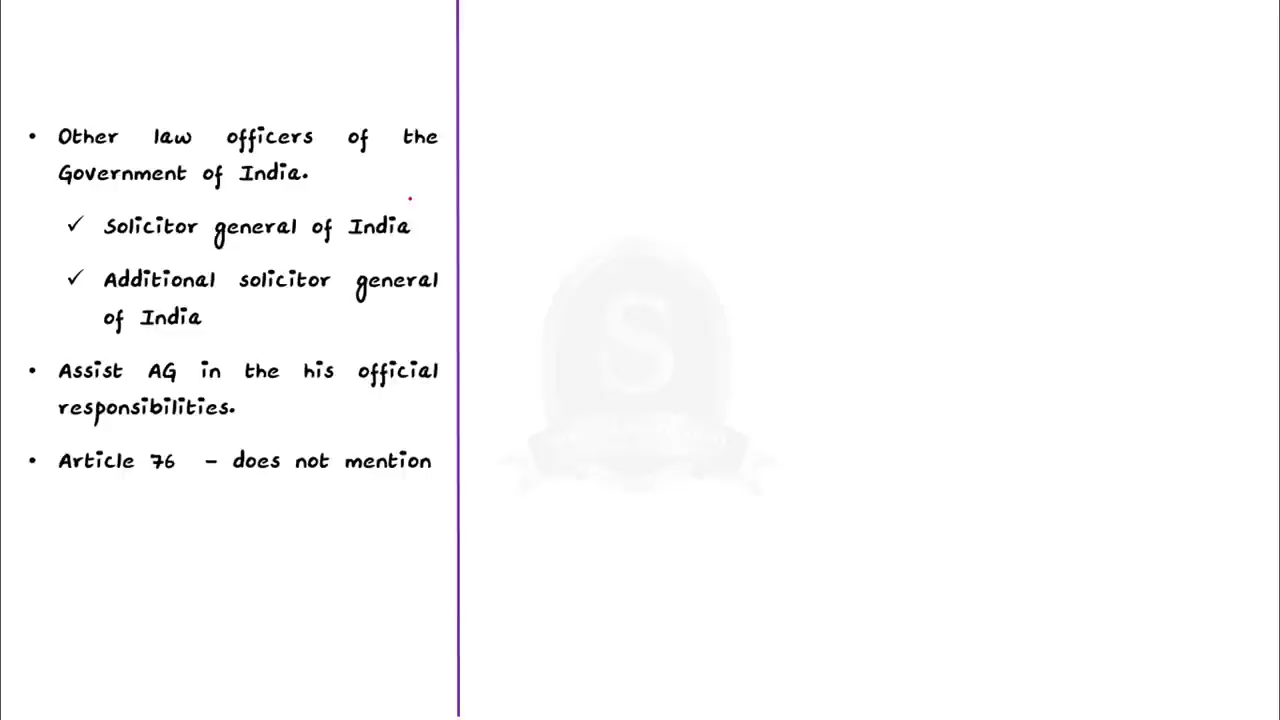 • Other law officers of the
Government of India.
✓ Solicitor general of India
✓ Additional solicitor general
of India
• Assist AG in the his official
responsibilities.
• Article 76 - does not mention
S